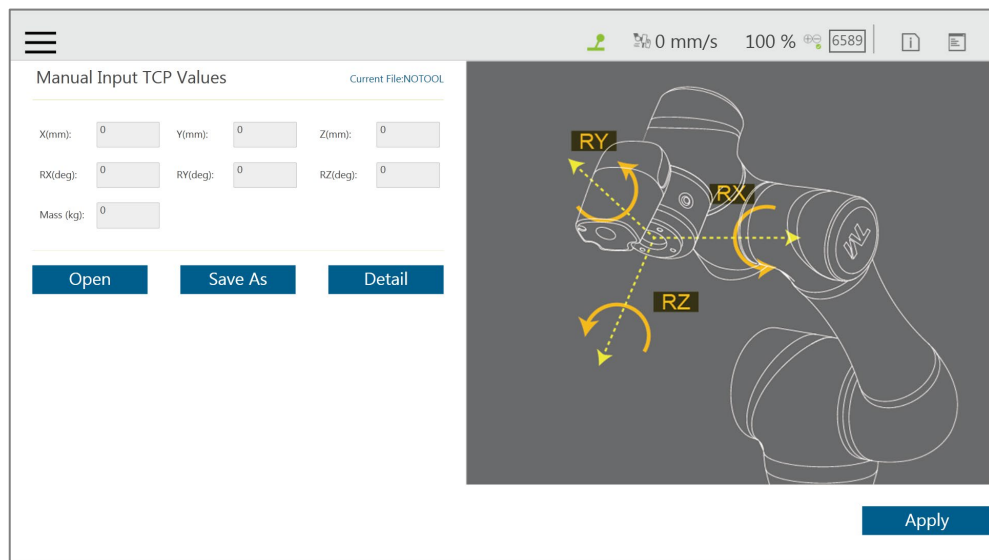 0 mm/s 100 % 6589
Manual Input TCP Values Current File:NOTOOL
X(mm): 0 Y(mm): 0 Z(mm): 0
RX(deg): 0 RY(deg): 0 RZ(deg): 0
Mass (kg): 0
Open Save As Detail
RY
RX
TM
RZ
Apply